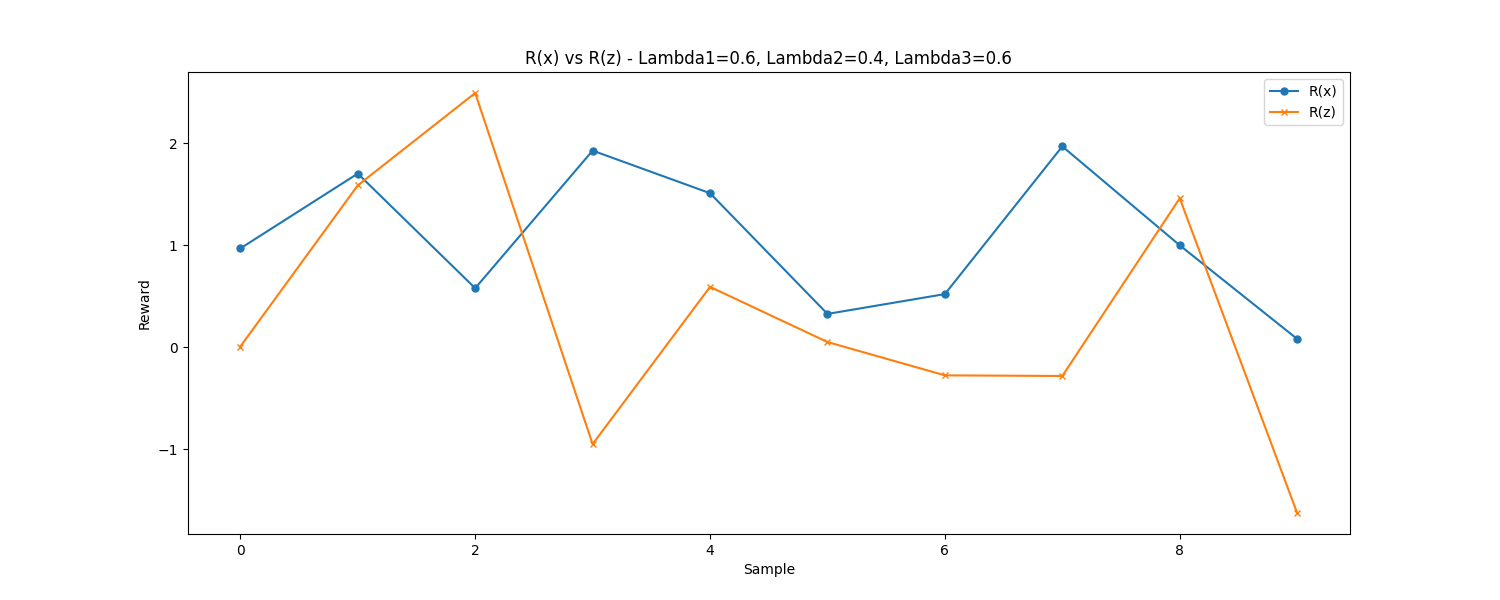 R(x) vs R(z) - Lambda1=0.6, Lambda2=0.4, Lambda3=0.6
R(x)
R(z)
2
1
0
−1
Reward
0 2 4 6 8
Sample